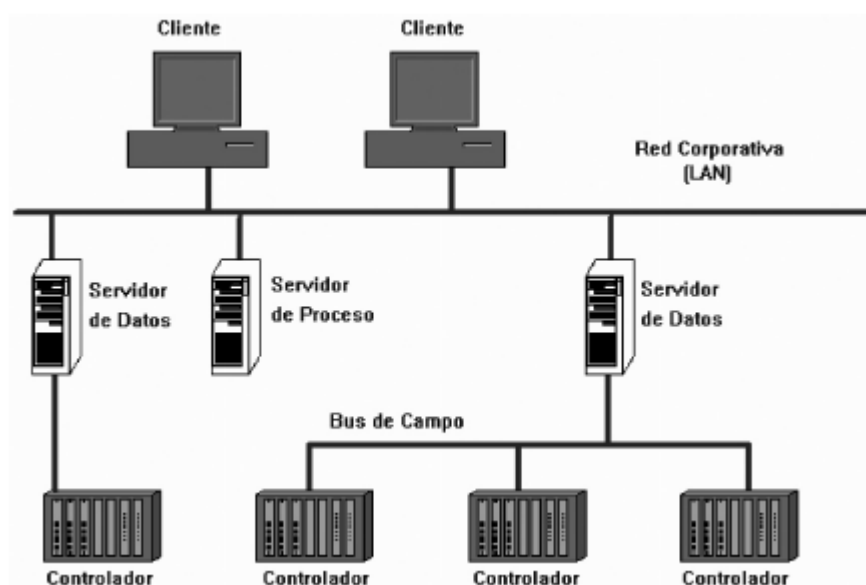 Cliente
Cliente
Red Corporativa
(LAN)
Servidor
de Datos
Servidor
de Proceso
Servidor
de Datos
Bus de Campo
Controlador
Controlador
Controlador
Controlador